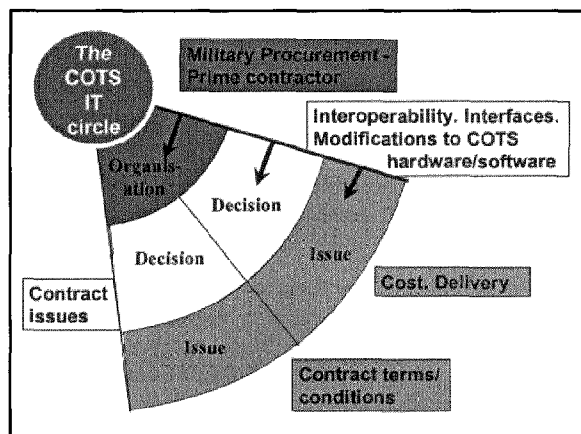 The
COTS
IT
circle
Military Procurement -
Prime contractor
Interoperability. Interfaces.
Modifications to COTS
hardware/software
Organis-
ation
Decision
Decision
Issue
Issue
Contract
issues
Cost. Delivery
Contract terms/
conditions